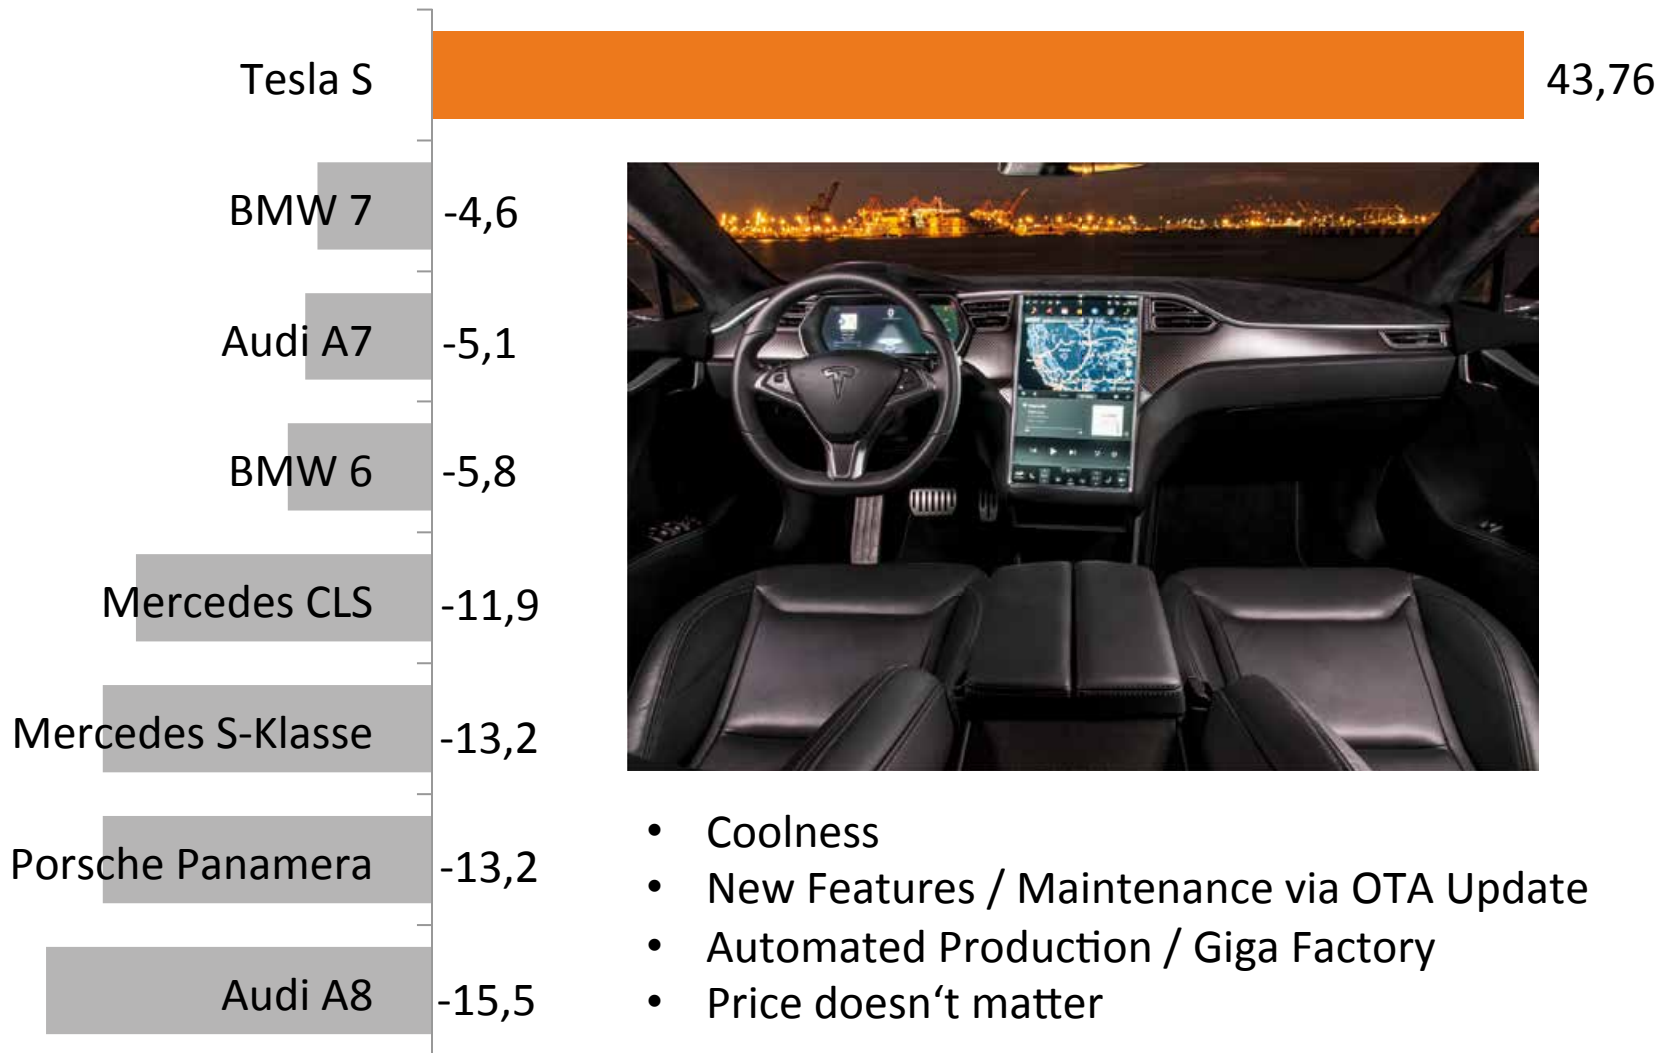 Tesla S 43,76
BMW 7 -4,6
Audi A7 -5,1
BMW 6 -5,8
Mercedes CLS -11,9
Mercedes S-Klasse -13,2
Porsche Panamera -13,2
Audi A8 -15,5
• Coolness
• New Features / Maintenance via OTA Update
• Automated Production / Giga Factory
• Price doesn‘t matter